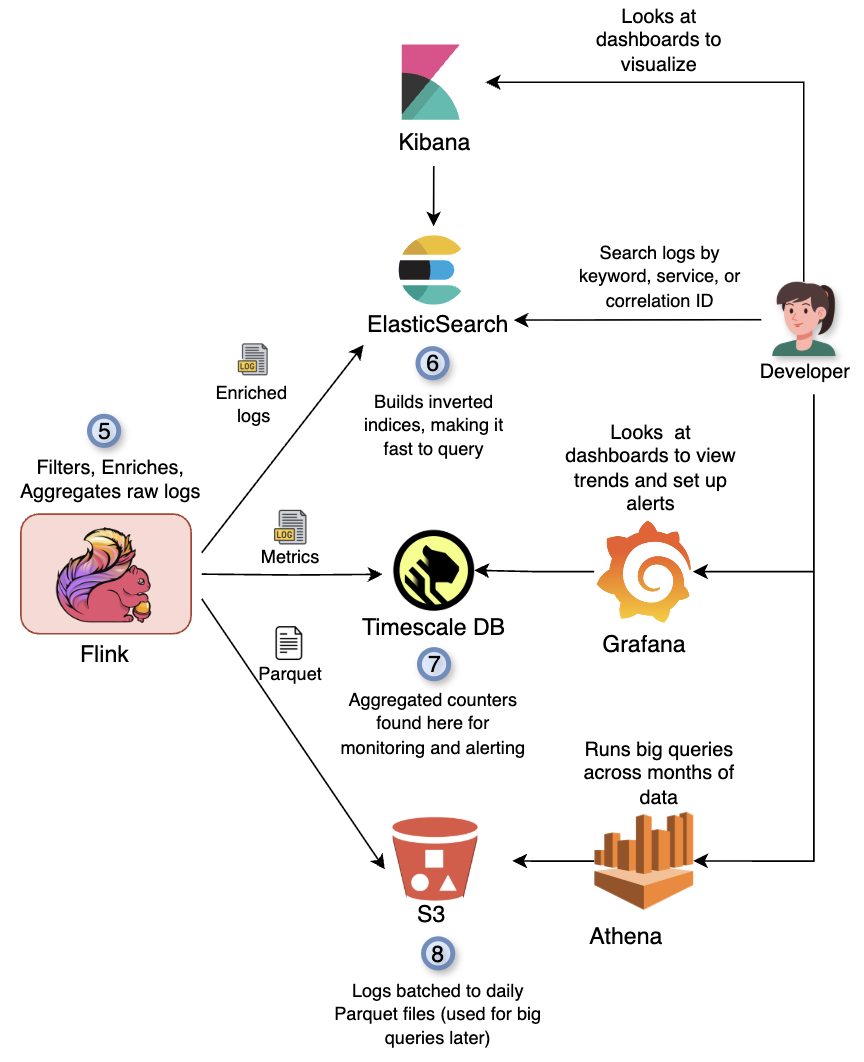 Looks at
dashboards to
visualize
Kibana
Search logs by
keyword, service, or
correlation ID
ElasticSearch
Developer
6
LOG
Enriched
logs
Builds inverted
indices, making it
fast to query
5
Filters, Enriches,
Aggregates raw logs
Looks at
dashboards to view
trends and set up
alerts
LOG
Metrics
Flink
Timescale DB
Grafana
Parquet
7
Aggregated counters
found here for
monitoring and alerting
Runs big queries
across months of
data
S3
Athena
8
Logs batched to daily
Parquet files (used for big
queries later)